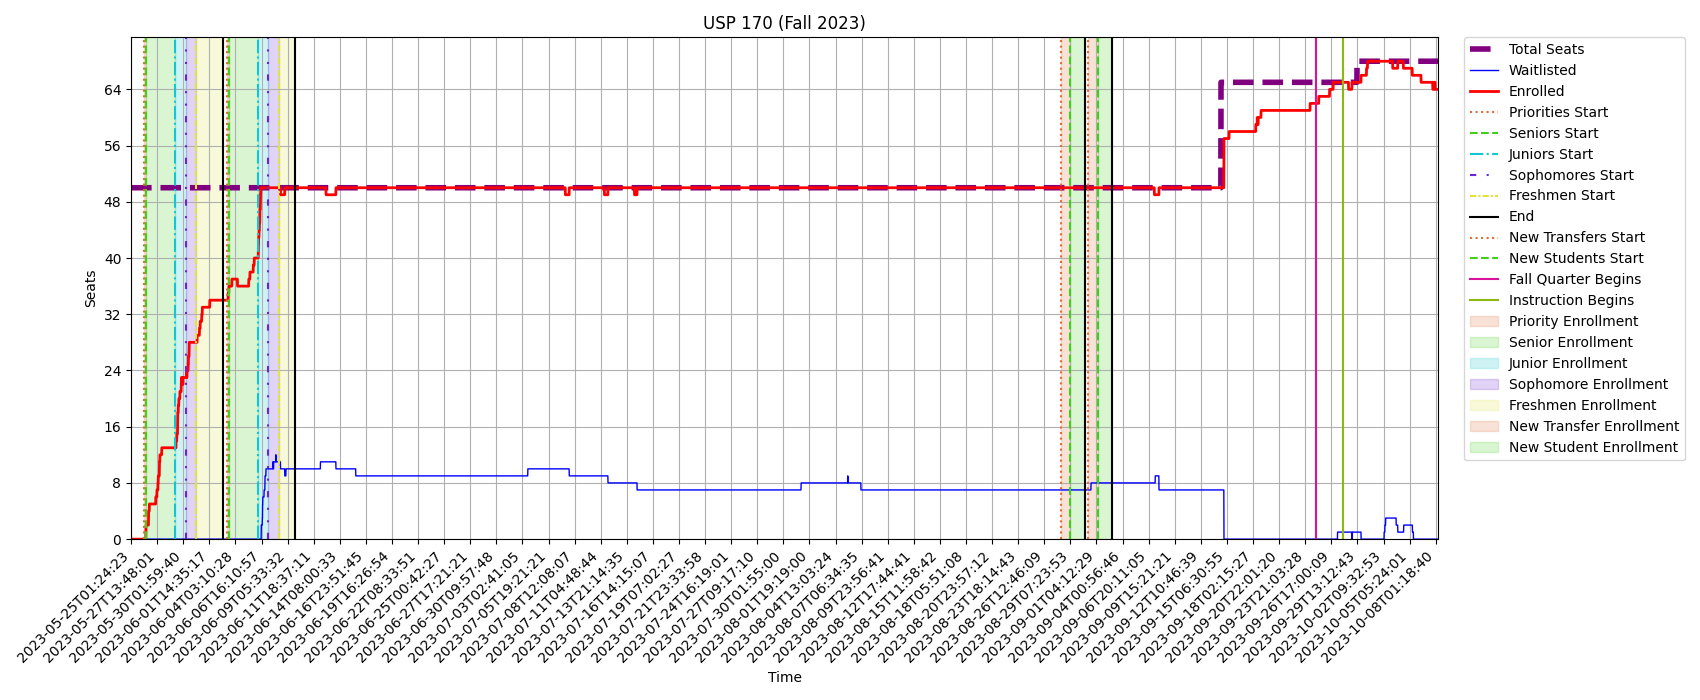 USP 170 (Fall 2023)
Seats
64
56
48
40
32
24
16
8
0
2023-05-25T01:24:23
2023-05-27T13:48:01
2023-05-30T01:59:40
2023-06-01T14:35:17
2023-06-04T03:10:28
2023-06-06T16:10:57
2023-06-09T05:33:32
2023-06-11T18:37:11
2023-06-14T08:00:33
2023-06-16T23:51:45
2023-06-19T16:26:54
2023-06-22T08:33:51
2023-06-25T00:42:27
2023-06-27T17:21:21
2023-06-30T09:57:48
2023-07-03T02:41:05
2023-07-05T19:21:21
2023-07-08T12:08:07
2023-07-11T04:48:44
2023-07-13T21:14:35
2023-07-16T14:15:07
2023-07-19T07:02:27
2023-07-21T23:33:58
2023-07-24T16:19:01
2023-07-27T09:17:10
2023-07-30T01:55:00
2023-08-01T19:19:00
2023-08-04T13:03:24
2023-08-07T06:34:35
2023-08-09T23:56:41
2023-08-12T17:44:41
2023-08-15T11:58:42
2023-08-18T05:51:08
2023-08-20T23:57:12
2023-08-23T18:14:43
2023-08-26T12:46:09
2023-08-29T07:23:53
2023-09-01T04:12:29
2023-09-04T00:56:46
2023-09-06T20:11:05
2023-09-09T15:21:21
2023-09-12T10:46:39
2023-09-15T06:30:55
2023-09-18T02:15:27
2023-09-20T22:01:20
2023-09-23T21:03:28
2023-09-26T17:00:09
2023-09-29T13:12:43
2023-10-02T09:32:53
2023-10-05T05:24:01
2023-10-08T01:18:40
Time
Total Seats
Waitlisted
Enrolled
Priorities Start
Seniors Start
Juniors Start
Sophomores Start
Freshmen Start
End
New Transfers Start
New Students Start
Fall Quarter Begins
Instruction Begins
Priority Enrollment
Senior Enrollment
Junior Enrollment
Sophomore Enrollment
Freshmen Enrollment
New Transfer Enrollment
New Student Enrollment